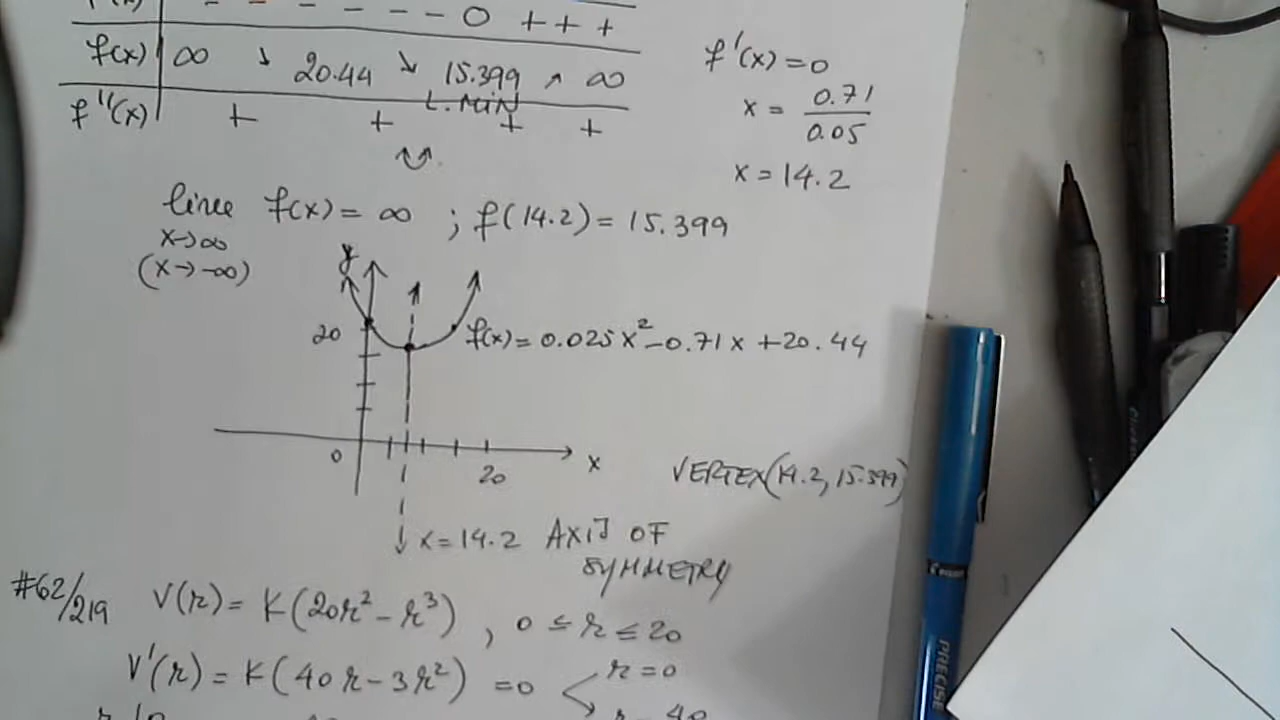 - - - - - - 0 + + +
f(x) | ∞ ↘ 20.44 ↘ 15.399 ↗ ∞
L. MIN
f''(x) | + + + +
f'(x) = 0
x = 0.71 / 0.05
x = 14.2
lim f(x) = ∞ ; f(14.2) = 15.399
x→∞
(x→-∞)
y
20
f(x) = 0.025x² - 0.71x + 20.44
0
20
x
VERTEX(14.2, 15.399)
x = 14.2 AXIS OF
SYMMETRY
#62/219 V(r) = K(20r² - r³), 0 ≤ r ≤ 20
V'(r) = K(40r - 3r²) = 0
r = 0
PRECISE